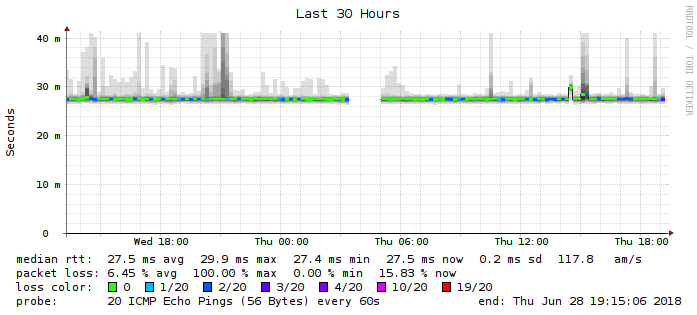 Last 30 Hours
RRDTOOL / TOBI OETIKER
Seconds
40 m
30 m
20 m
10 m
0
Wed 18:00 Thu 00:00 Thu 06:00 Thu 12:00 Thu 18:00
median rtt: 27.5 ms avg 29.9 ms max 27.4 ms min 27.5 ms now 0.2 ms sd 117.8 am/s
packet loss: 6.45 % avg 100.00 % max 0.00 % min 15.83 % now
loss color: 0 1/20 2/20 3/20 4/20 10/20 19/20
probe: 20 ICMP Echo Pings (56 Bytes) every 60s end: Thu Jun 28 19:15:06 2018